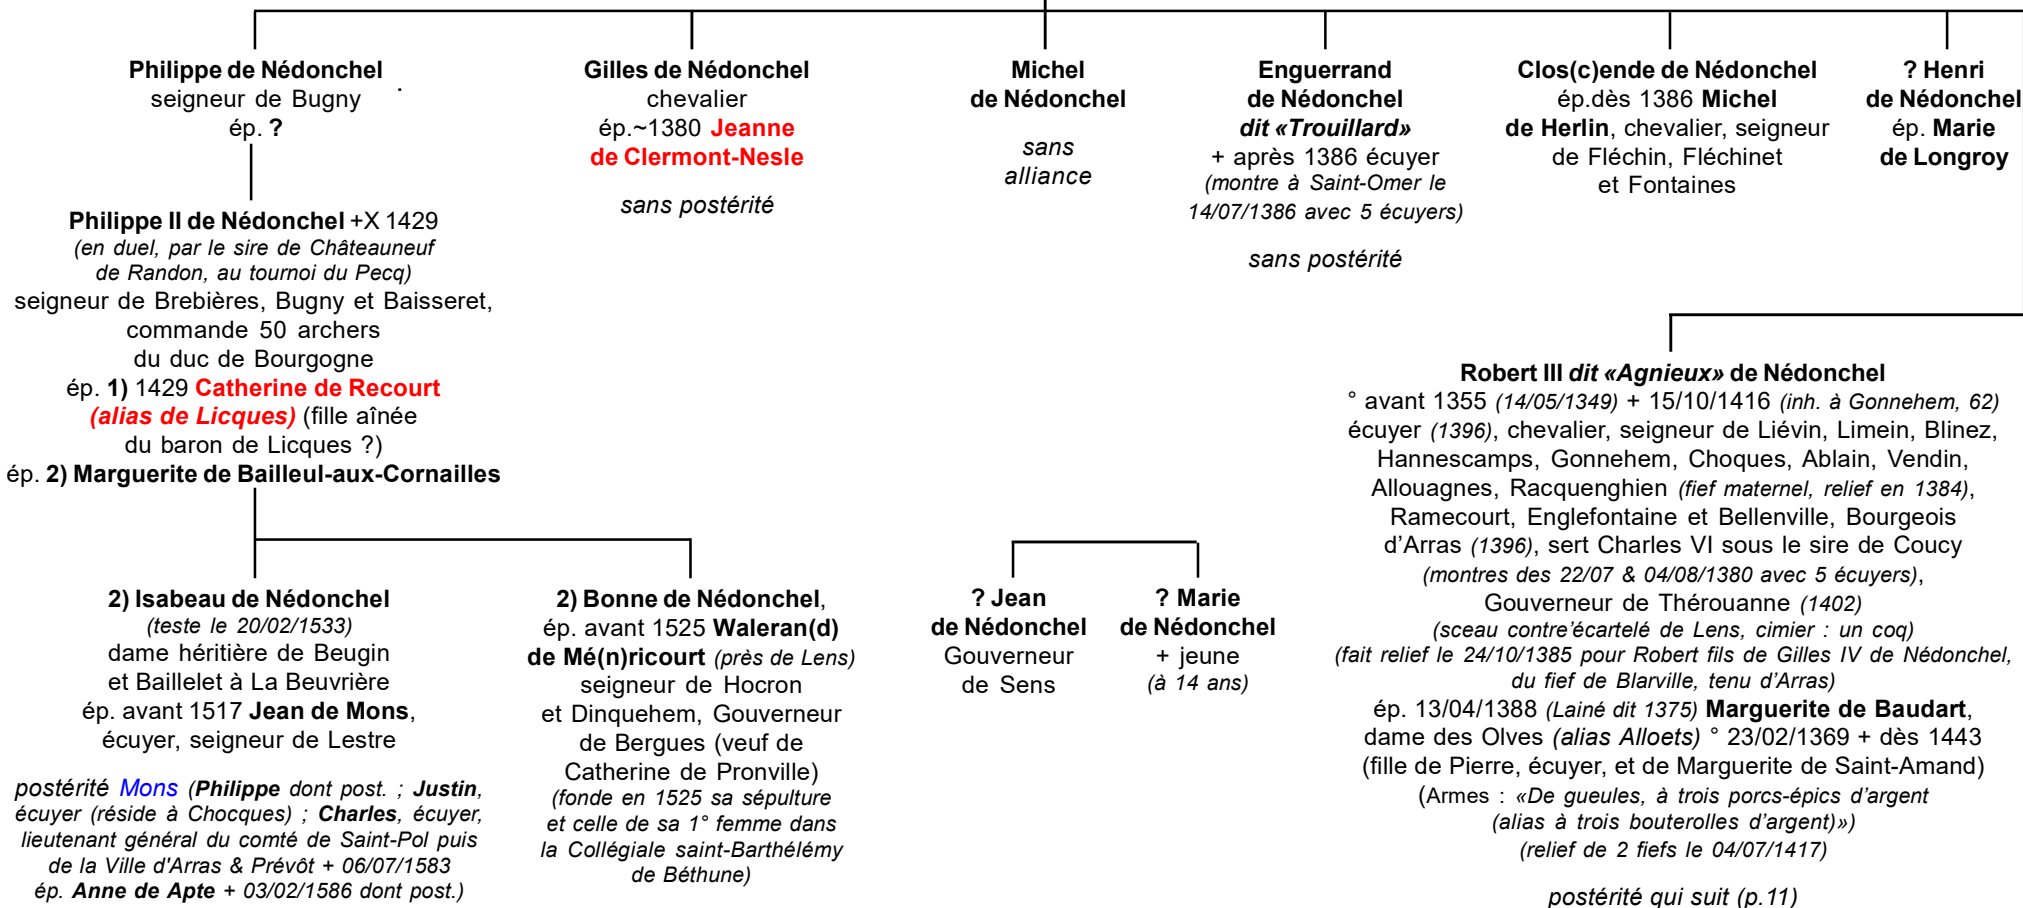 Philippe de Nédonchel
seigneur de Bugny
ép. ?
Gilles de Nédonchel
chevalier
ép.~1380 Jeanne
de Clermont-Nesle
sans postérité
Michel
de Nédonchel
sans
alliance
Enguerrand
de Nédonchel
dit «Trouillard»
+ après 1386 écuyer
(montre à Saint-Omer le
14/07/1386 avec 5 écuyers)
sans postérité
Clos(c)ende de Nédonchel
ép.dès 1386 Michel
de Herlin, chevalier, seigneur
de Fléchin, Fléchinet
et Fontaines
? Henri
de Nédonchel
ép. Marie
de Longroy
Philippe II de Nédonchel +X 1429
(en duel, par le sire de Châteauneuf
de Randon, au tournoi du Pecq)
seigneur de Brebières, Bugny et Baisseret,
commande 50 archers
du duc de Bourgogne
ép. 1) 1429 Catherine de Recourt
(alias de Licques) (fille aînée
du baron de Licques ?)
ép. 2) Marguerite de Bailleul-aux-Cornailles
2) Isabeau de Nédonchel
(teste le 20/02/1533)
dame héritière de Beugin
et Baillelet à La Beuvrière
ép. avant 1517 Jean de Mons,
écuyer, seigneur de Lestre
postérité Mons (Philippe dont post. ; Justin,
écuyer (réside à Chocques) ; Charles, écuyer,
lieutenant général du comté de Saint-Pol puis
de la Ville d'Arras & Prévôt + 06/07/1583
ép. Anne de Apte + 03/02/1586 dont post.)
2) Bonne de Nédonchel,
ép. avant 1525 Waleran(d)
de Mé(n)ricourt (près de Lens)
seigneur de Hocron
et Dinquehem, Gouverneur
de Bergues (veuf de
Catherine de Pronville)
(fonde en 1525 sa sépulture
et celle de sa 1° femme dans
la Collégiale saint-Barthélémy
de Béthune)
? Jean
de Nédonchel
Gouverneur
de Sens
? Marie
de Nédonchel
+ jeune
(à 14 ans)
Robert III dit «Agnieux» de Nédonchel
° avant 1355 (14/05/1349) + 15/10/1416 (inh. à Gonnehem, 62)
écuyer (1396), chevalier, seigneur de Liévin, Limein, Blinez,
Hannescamps, Gonnehem, Choques, Ablain, Vendin,
Allouagnes, Racquenghien (fief maternel, relief en 1384),
Ramecourt, Englefontaine et Bellenville, Bourgeois
d’Arras (1396), sert Charles VI sous le sire de Coucy
(montres des 22/07 & 04/08/1380 avec 5 écuyers),
Gouverneur de Thérouanne (1402)
(sceau contre’écartelé de Lens, cimier : un coq)
(fait relief le 24/10/1385 pour Robert fils de Gilles IV de Nédonchel,
du fief de Blarville, tenu d’Arras)
ép. 13/04/1388 (Lainé dit 1375) Marguerite de Baudart,
dame des Olves (alias Alloets) ° 23/02/1369 + dès 1443
(fille de Pierre, écuyer, et de Marguerite de Saint-Amand)
(Armes : «De gueules, à trois porcs-épics d’argent
(alias à trois bouterolles d’argent)»)
(relief de 2 fiefs le 04/07/1417)
postérité qui suit (p.11)